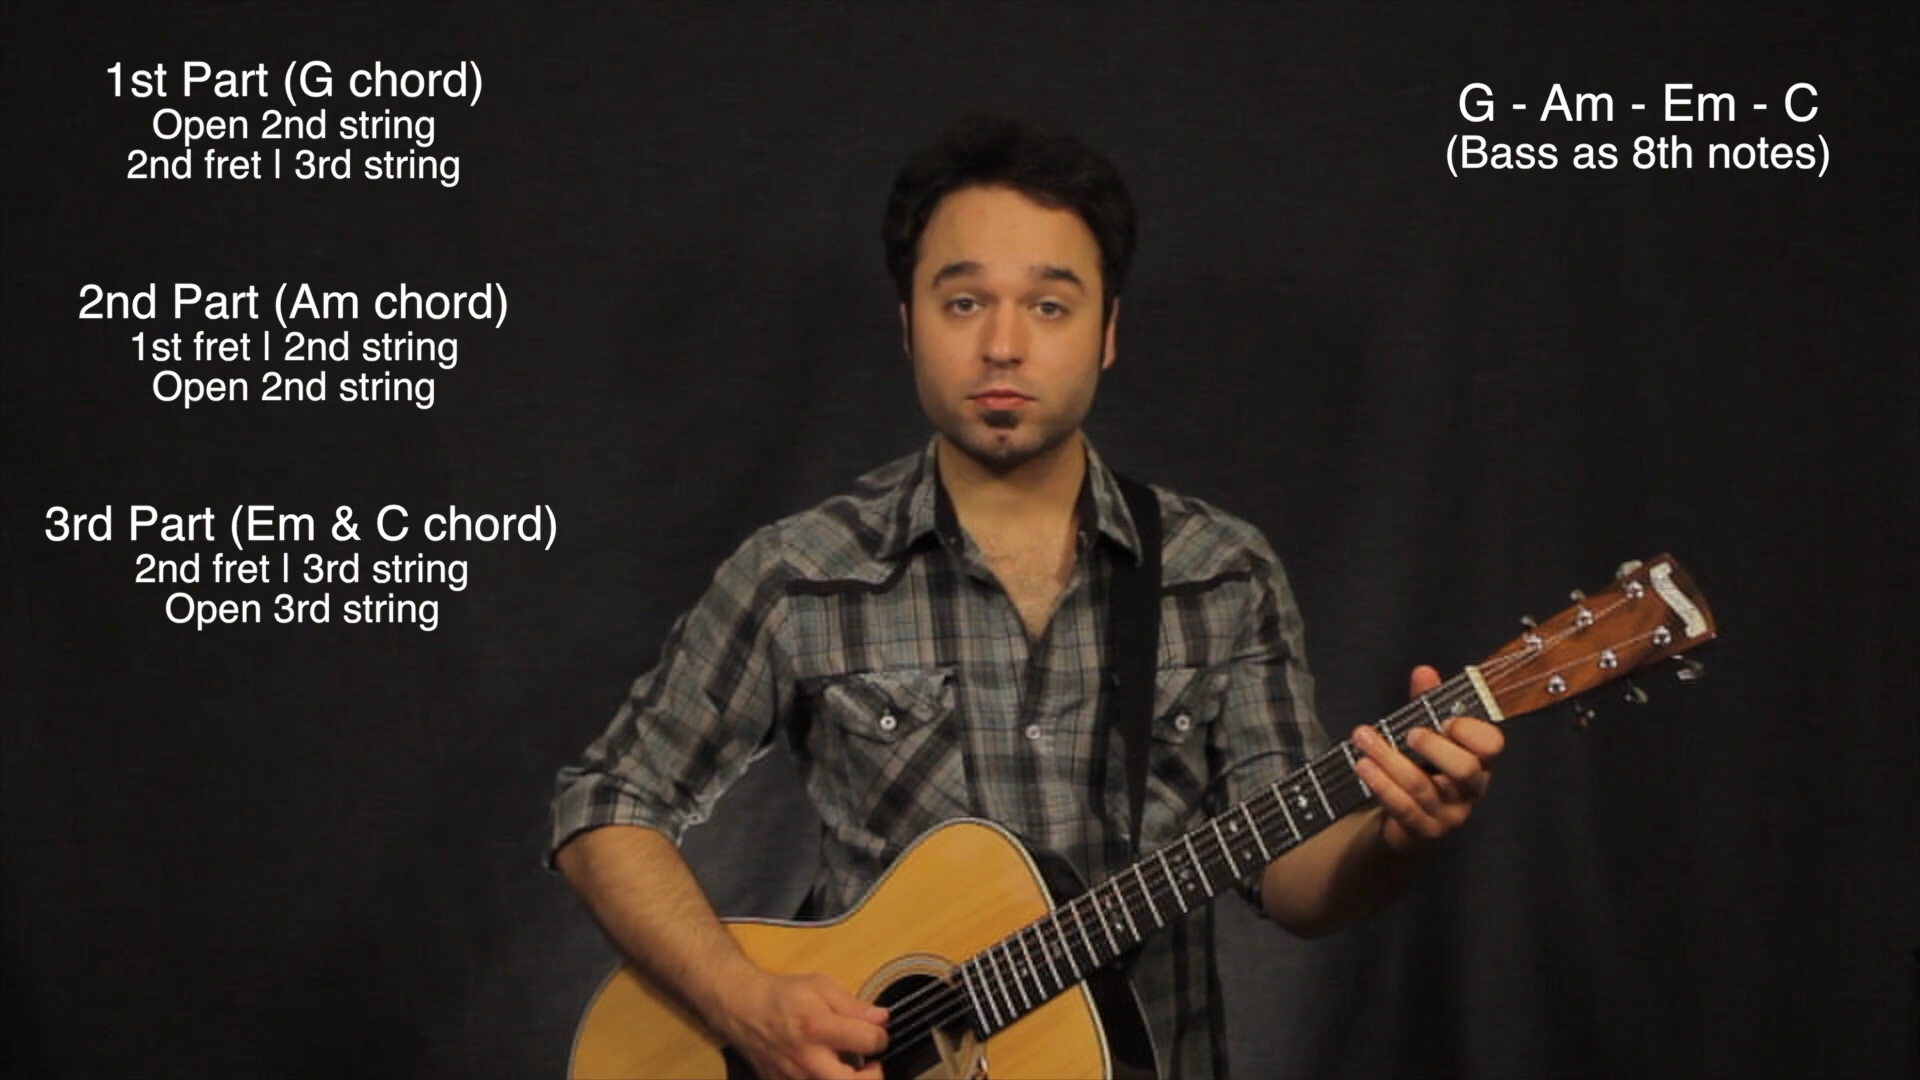 1st Part (G chord)
Open 2nd string
2nd fret | 3rd string
2nd Part (Am chord)
1st fret | 2nd string
Open 2nd string
3rd Part (Em & C chord)
2nd fret | 3rd string
Open 3rd string
G - Am - Em - C
(Bass as 8th notes)